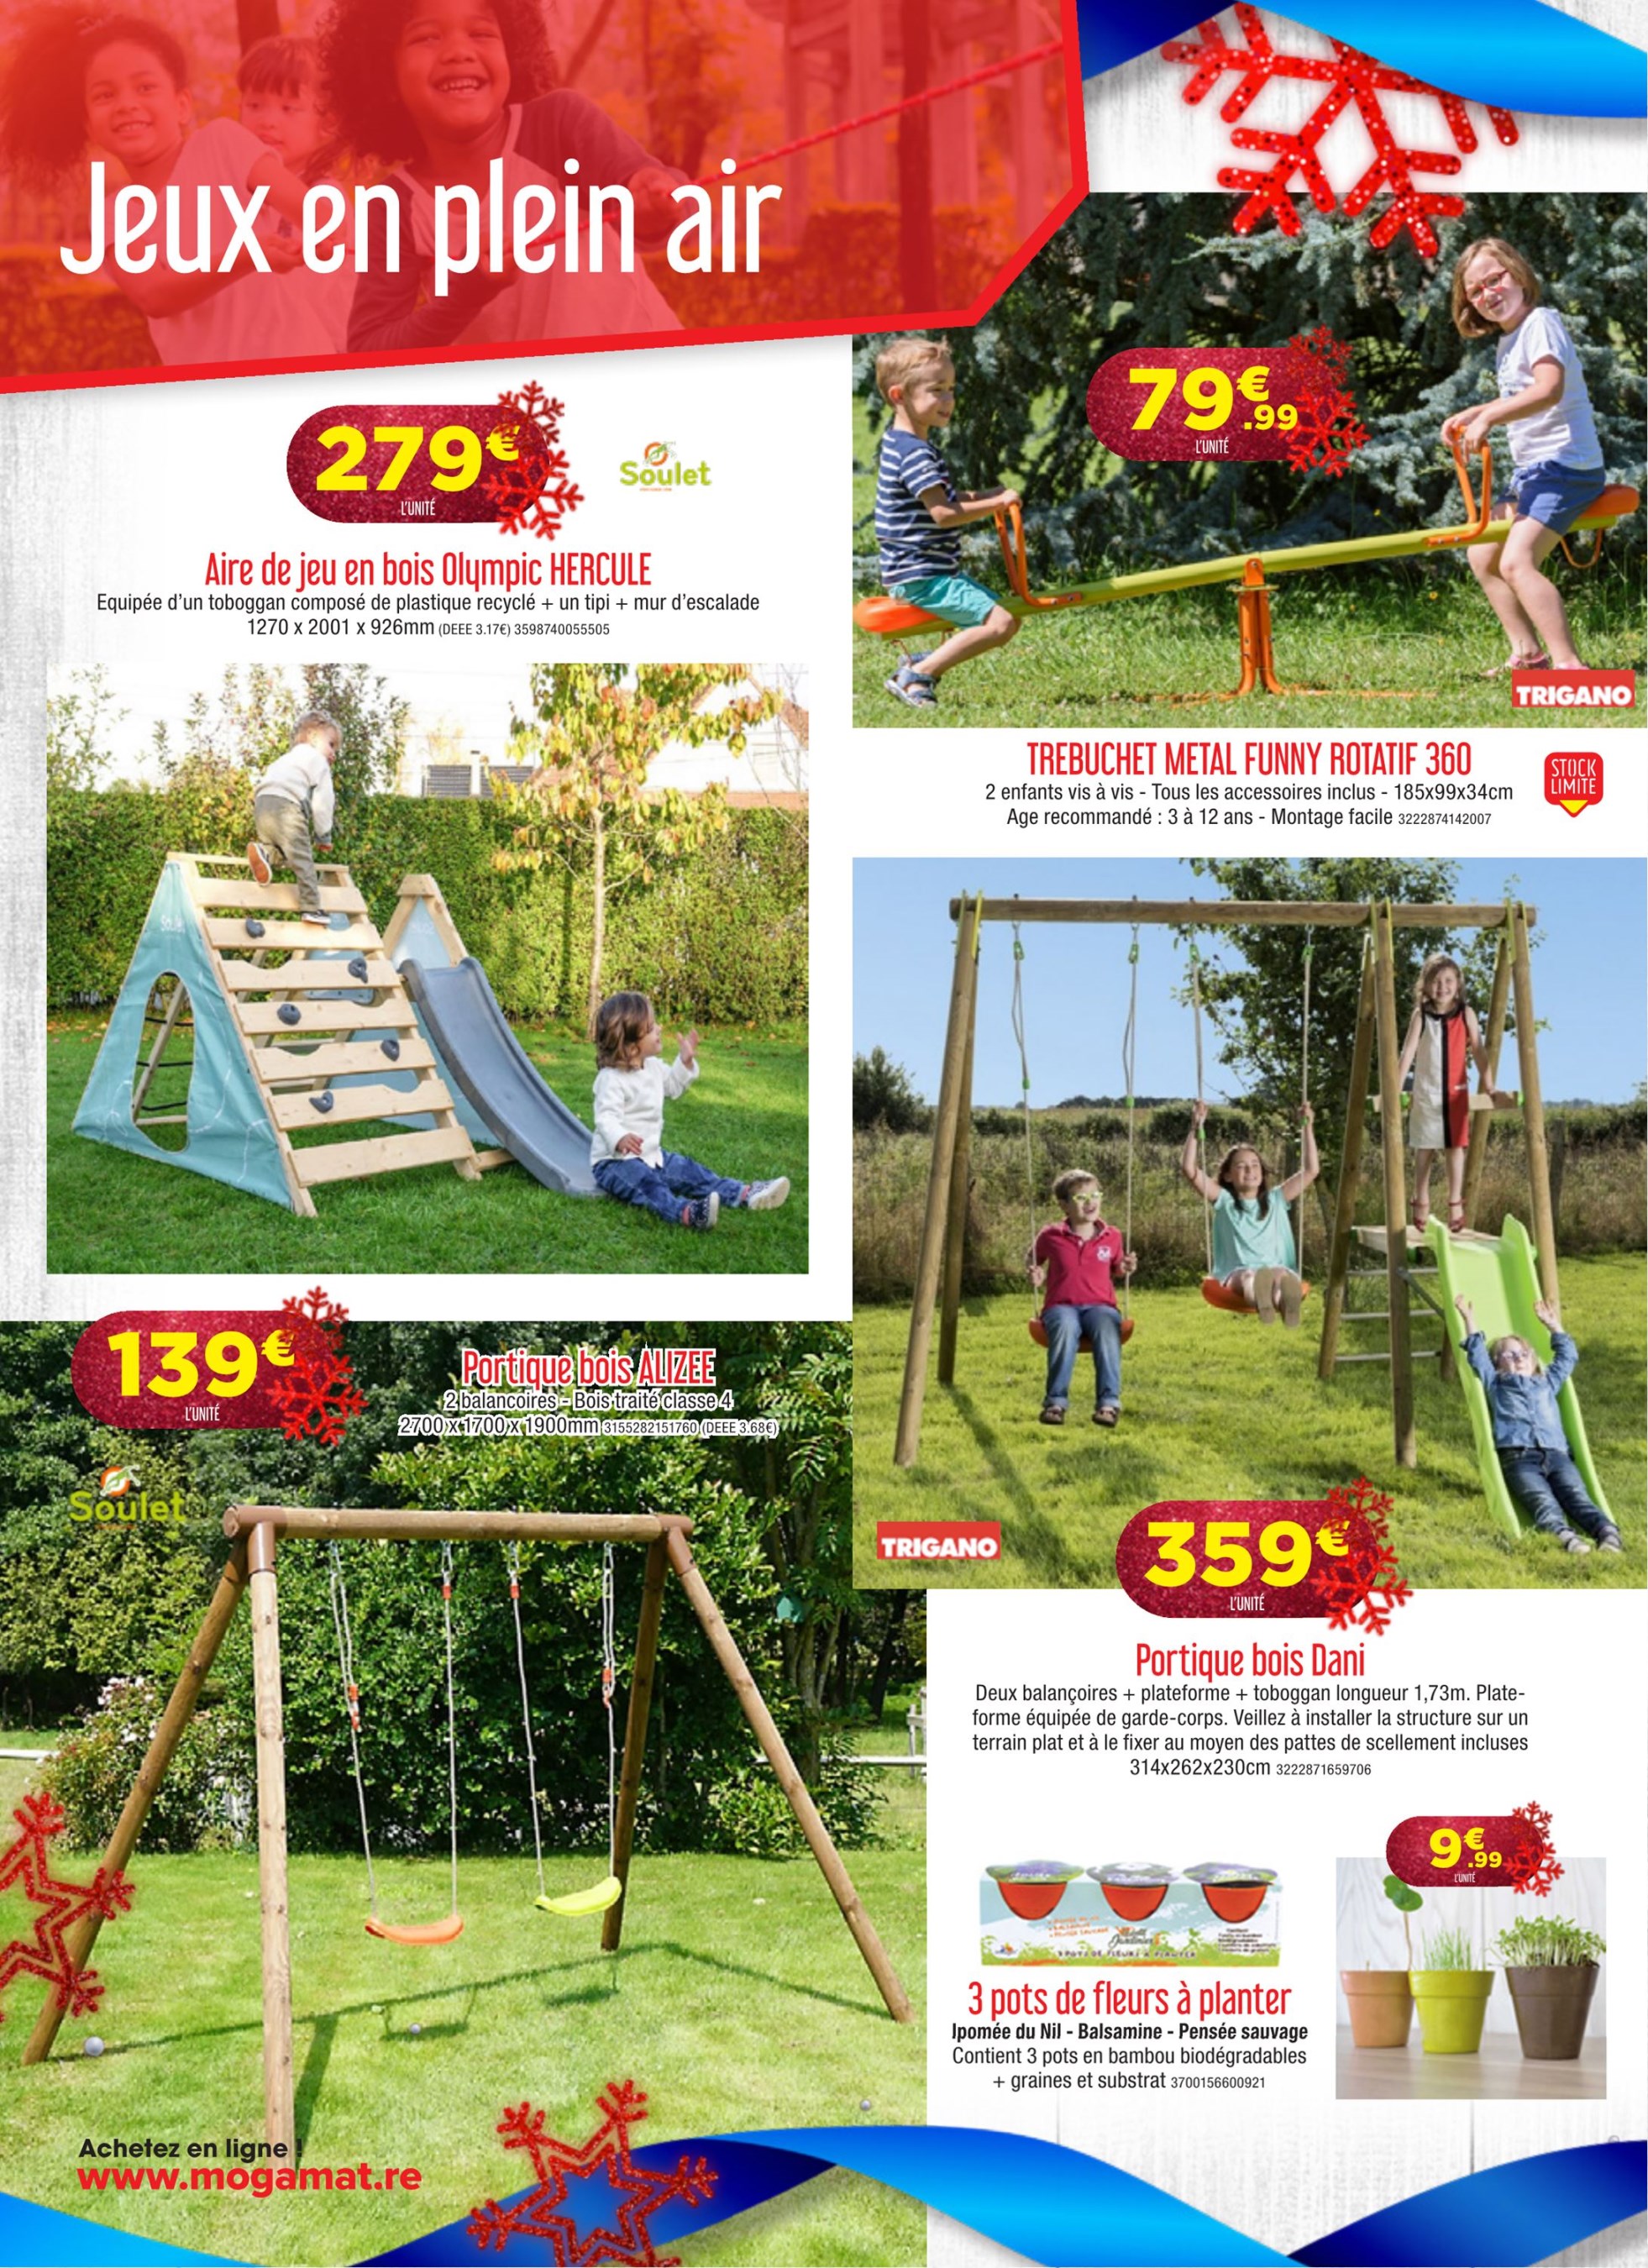 Jeux en plein air
279€
L'UNITÉ
Soulet
Aire de jeu en bois Olympic HERCULE
Equipée d'un toboggan composé de plastique recyclé + un tipi + mur d'escalade
1270 x 2001 x 926mm (DEEE 3.17€) 3598740055505
79€.99
L'UNITÉ
TRIGANO
TREBUCHET METAL FUNNY ROTATIF 360
2 enfants vis à vis - Tous les accessoires inclus - 185x99x34cm
Age recommandé : 3 à 12 ans - Montage facile 3222874142007
STOCK
LIMITE
139€
L'UNITÉ
Portique bois ALIZEE
2 balancoires - Bois traité classe 4
2700 x 1700 x 1900mm 3155282151760 (DEEE 3.68€)
Soulet
TRIGANO
359€
L'UNITÉ
Portique bois Dani
Deux balançoires + plateforme + toboggan longueur 1,73m. Plate-
forme équipée de garde-corps. Veillez à installer la structure sur un
terrain plat et à le fixer au moyen des pattes de scellement incluses
314x262x230cm 3222871659706
9€.99
L'UNITÉ
3 POTS DE FLEURS À PLANTER
3 pots de fleurs à planter
Ipomée du Nil - Balsamine - Pensée sauvage
Contient 3 pots en bambou biodégradables
+ graines et substrat 3700156600921
Achetez en ligne !
www.mogamat.re